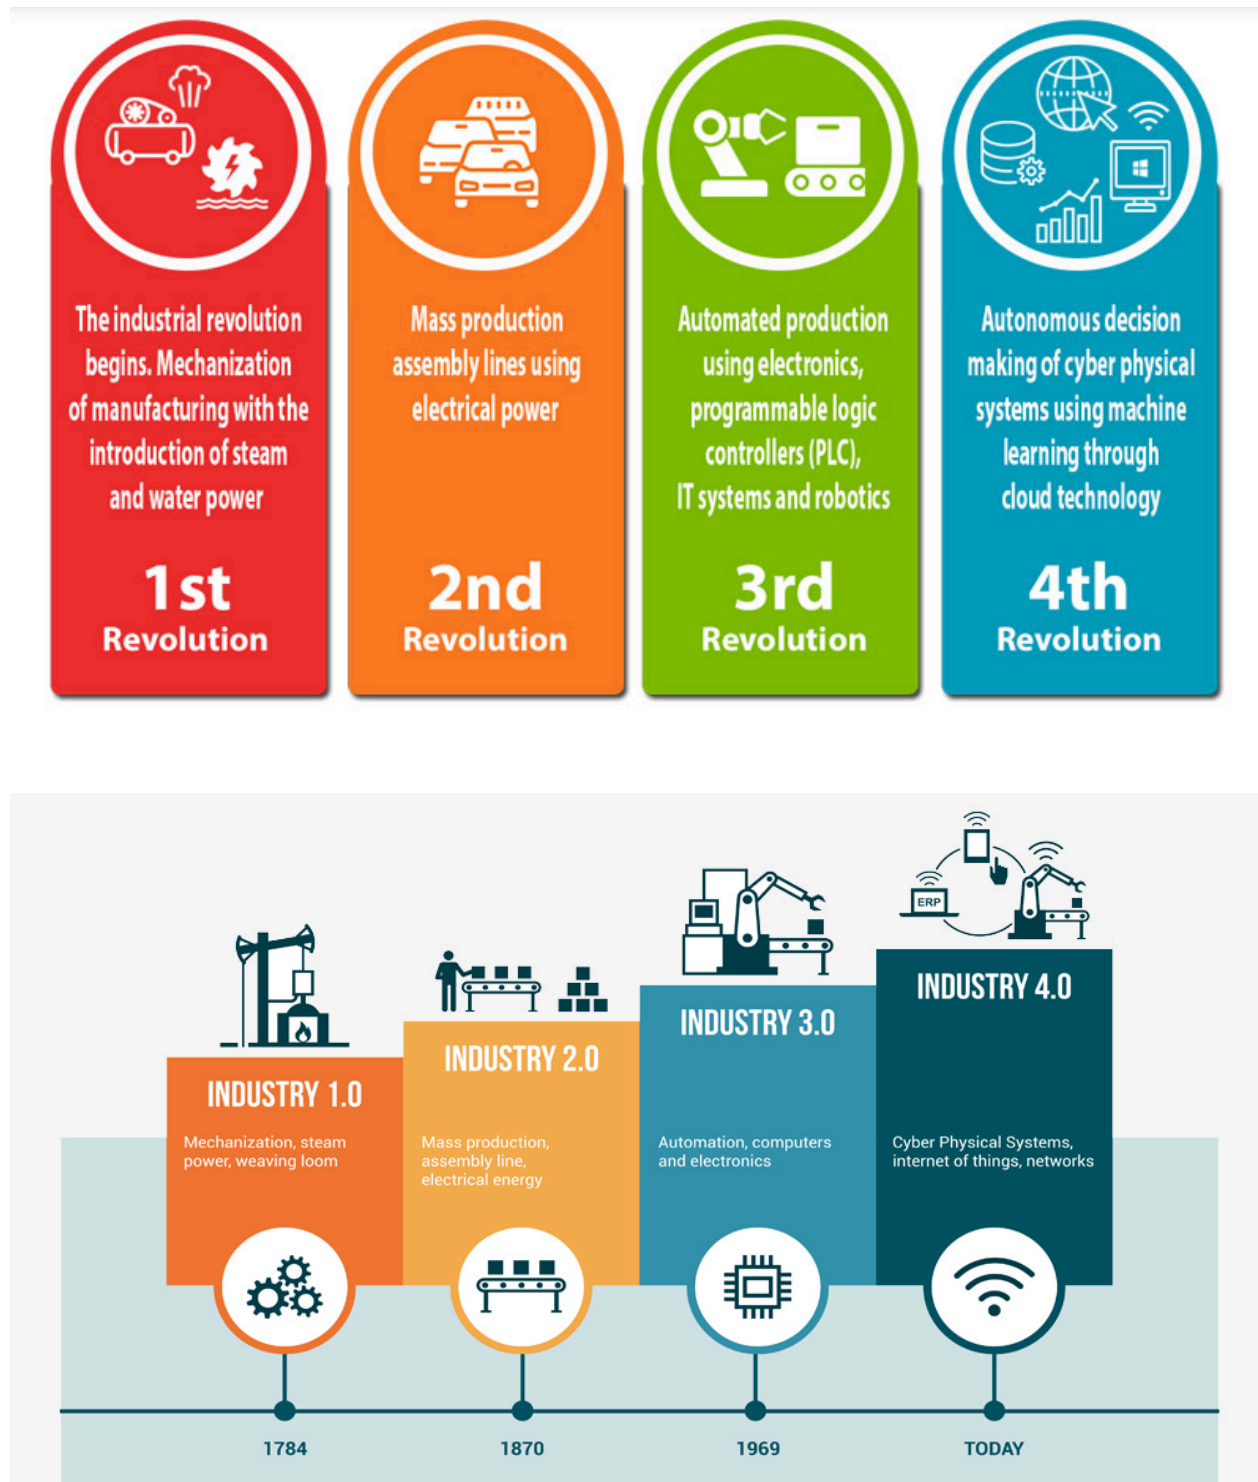 The industrial revolution
begins. Mechanization
of manufacturing with the
introduction of steam
and water power
1st
Revolution
Mass production
assembly lines using
electrical power
2nd
Revolution
Automated production
using electronics,
programmable logic
controllers (PLC),
IT systems and robotics
3rd
Revolution
Autonomous decision
making of cyber physical
systems using machine
learning through
cloud technology
4th
Revolution
INDUSTRY 1.0
Mechanization, steam
power, weaving loom
1784
INDUSTRY 2.0
Mass production,
assembly line,
electrical energy
1870
INDUSTRY 3.0
Automation, computers
and electronics
1969
ERP
INDUSTRY 4.0
Cyber Physical Systems,
internet of things, networks
TODAY